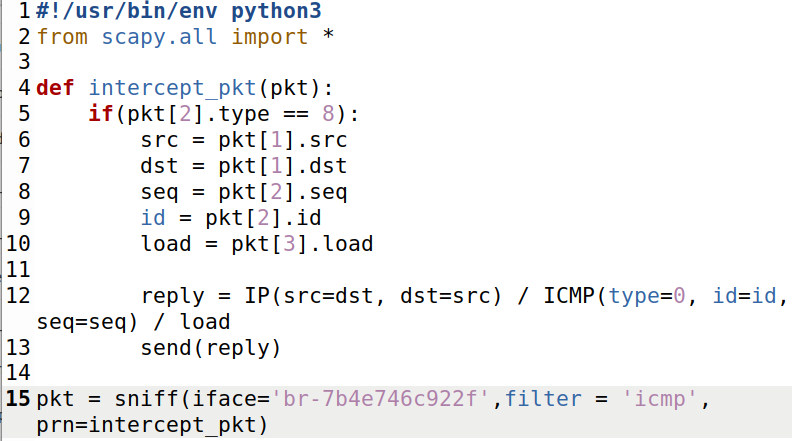 1 #!/usr/bin/env python3
2 from scapy.all import *
3
4 def intercept_pkt(pkt):
5     if(pkt[2].type == 8):
6         src = pkt[1].src
7         dst = pkt[1].dst
8         seq = pkt[2].seq
9         id = pkt[2].id
10         load = pkt[3].load
11
12         reply = IP(src=dst, dst=src) / ICMP(type=0, id=id,
seq=seq) / load
13         send(reply)
14
15 pkt = sniff(iface='br-7b4e746c922f',filter = 'icmp',
prn=intercept_pkt)